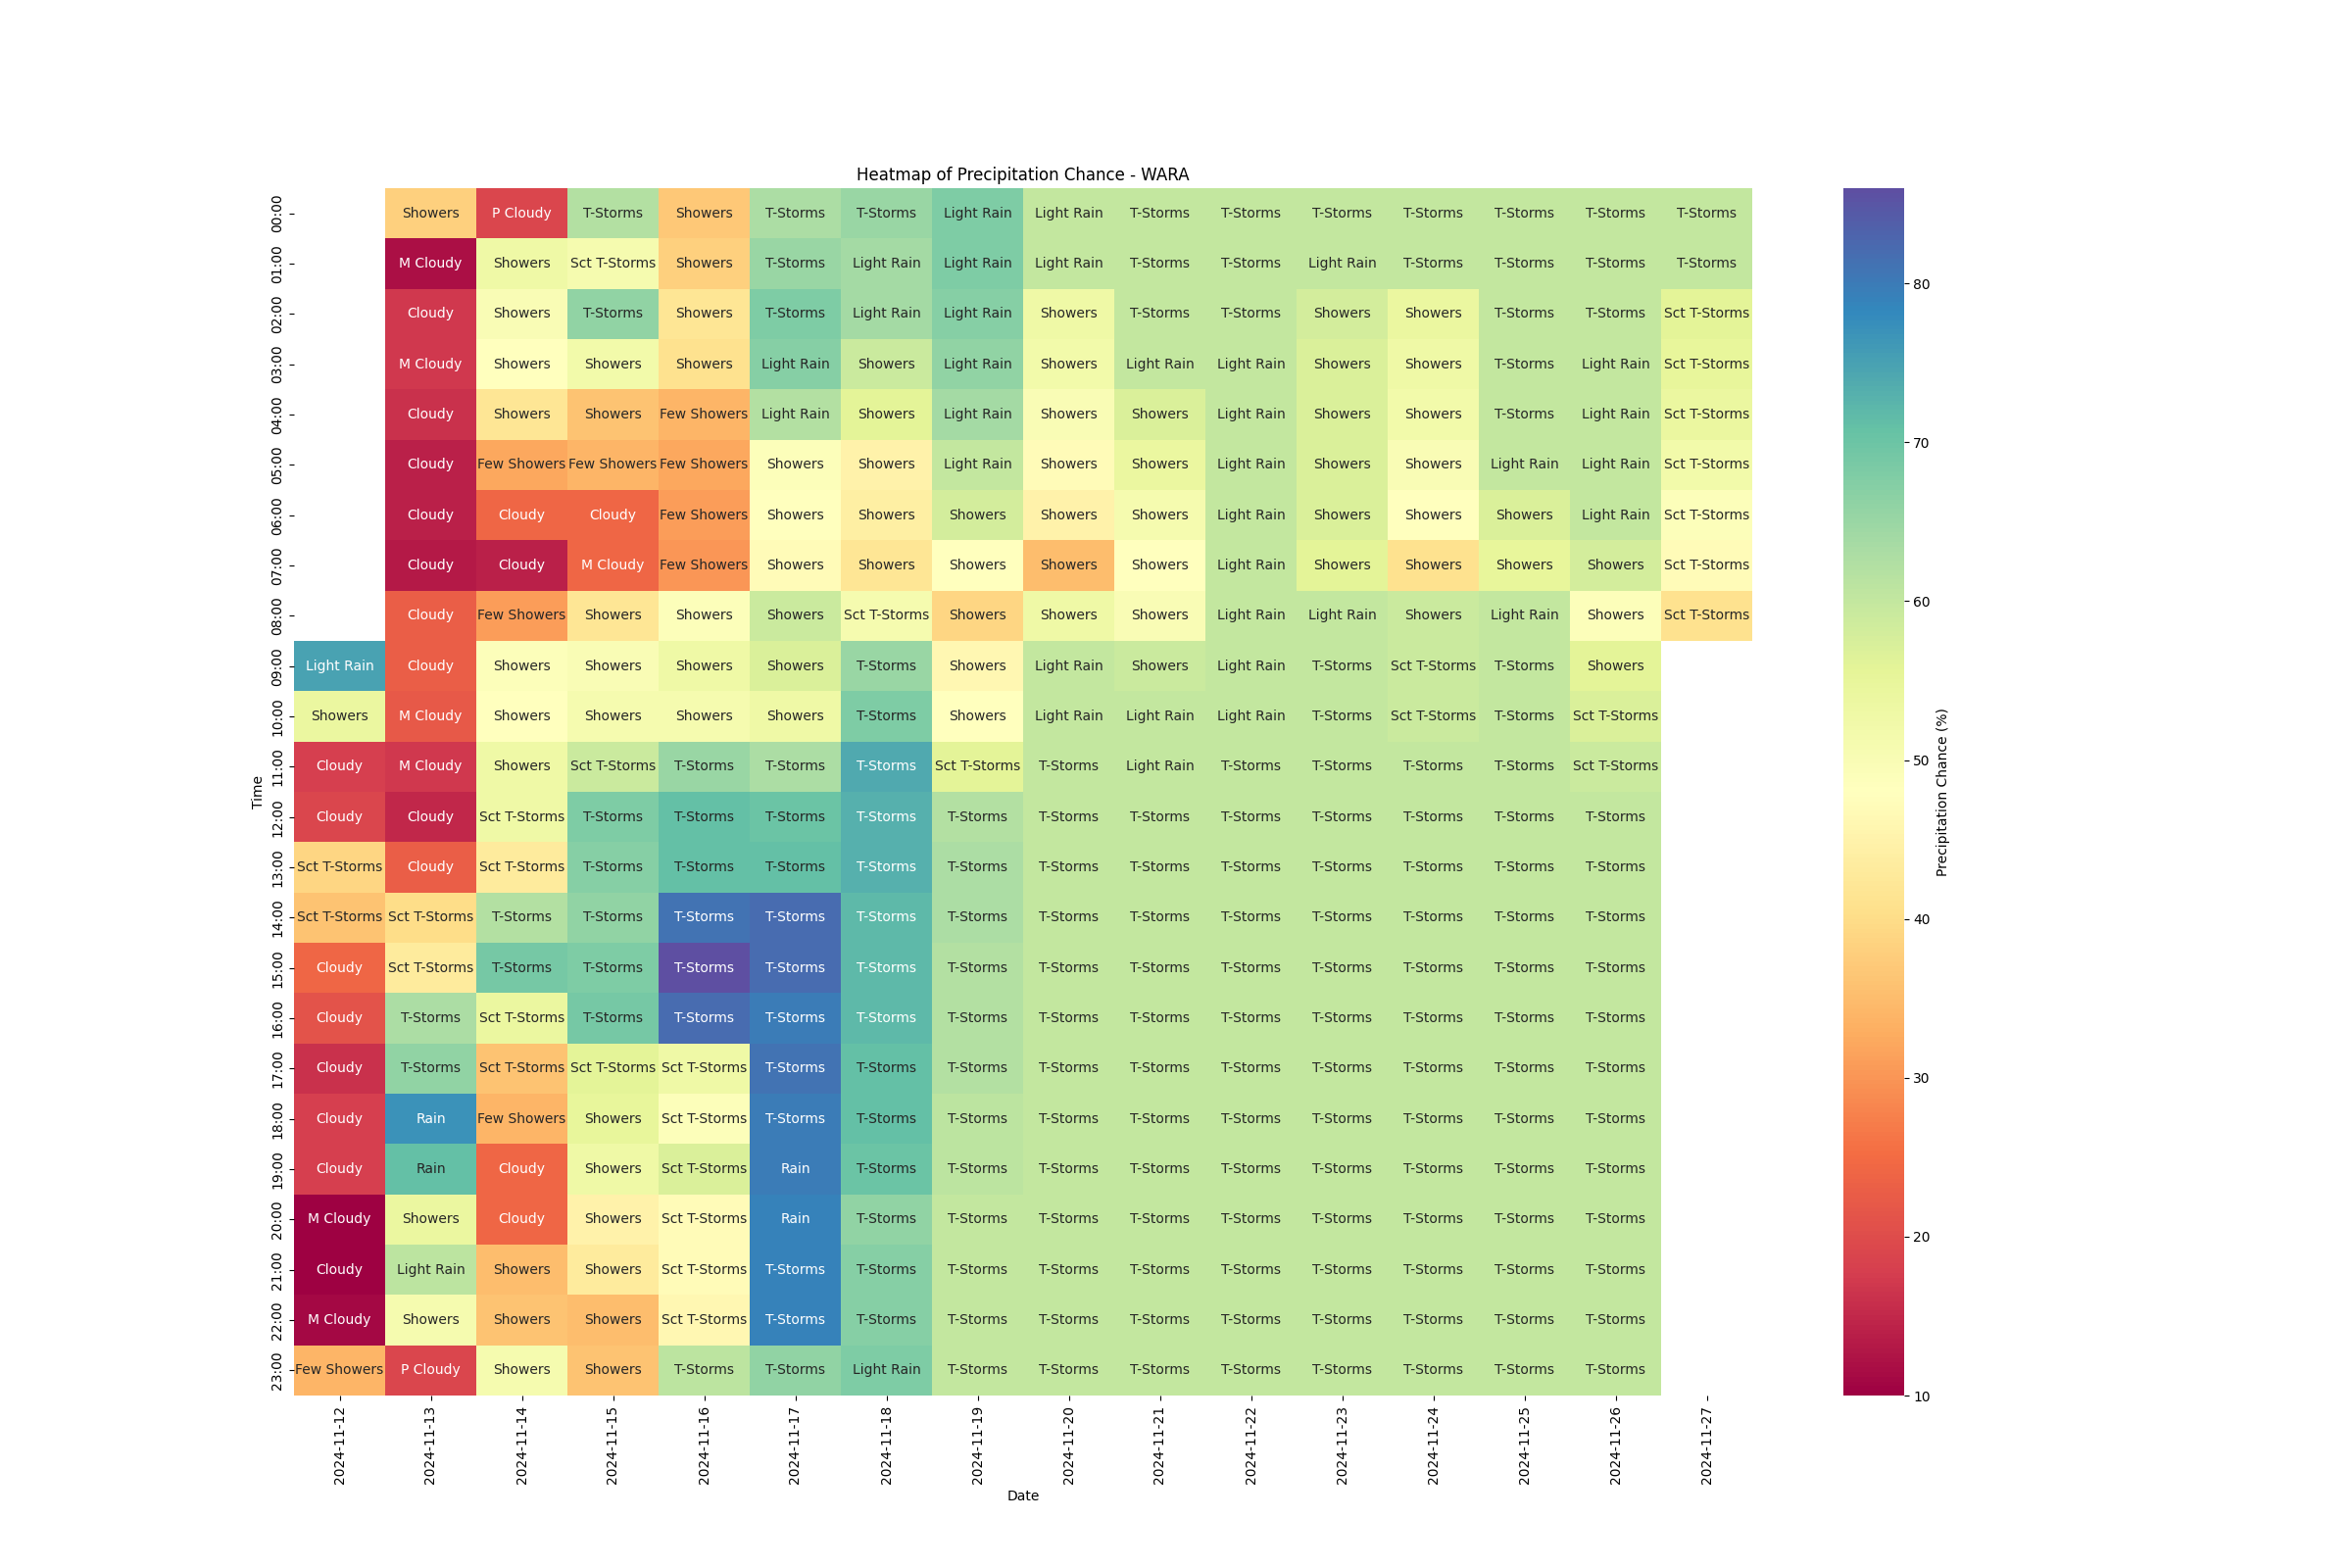 Heatmap of Precipitation Chance - WARA
00:00 Showers P Cloudy T-Storms Showers T-Storms T-Storms Light Rain Light Rain T-Storms T-Storms T-Storms T-Storms T-Storms T-Storms T-Storms
01:00 M Cloudy Showers Sct T-Storms Showers T-Storms Light Rain Light Rain Light Rain T-Storms T-Storms Light Rain T-Storms T-Storms T-Storms T-Storms
02:00 Cloudy Showers T-Storms Showers T-Storms Light Rain Light Rain Showers T-Storms T-Storms Showers Showers T-Storms T-Storms Sct T-Storms
03:00 M Cloudy Showers Showers Showers Light Rain Showers Light Rain Showers Light Rain Light Rain Showers Showers T-Storms Light Rain Sct T-Storms
04:00 Cloudy Showers Showers Few Showers Light Rain Showers Light Rain Showers Showers Light Rain Showers Showers T-Storms Light Rain Sct T-Storms
05:00 Cloudy Few Showers Few Showers Few Showers Showers Showers Light Rain Showers Showers Light Rain Showers Showers Light Rain Light Rain Sct T-Storms
06:00 Cloudy Cloudy Cloudy Few Showers Showers Showers Showers Showers Showers Light Rain Showers Showers Showers Light Rain Sct T-Storms
07:00 Cloudy Cloudy M Cloudy Few Showers Showers Showers Showers Showers Showers Light Rain Showers Showers Showers Showers Sct T-Storms
08:00 Cloudy Few Showers Showers Showers Showers Sct T-Storms Showers Showers Showers Light Rain Light Rain Showers Light Rain Showers Sct T-Storms
09:00 Light Rain Cloudy Showers Showers Showers Showers T-Storms Showers Light Rain Showers Light Rain T-Storms Sct T-Storms T-Storms Showers
10:00 Showers M Cloudy Showers Showers Showers Showers T-Storms Showers Light Rain Light Rain Light Rain T-Storms Sct T-Storms T-Storms Sct T-Storms
11:00 Cloudy M Cloudy Showers Sct T-Storms T-Storms T-Storms T-Storms Sct T-Storms T-Storms Light Rain T-Storms T-Storms T-Storms T-Storms Sct T-Storms
12:00 Cloudy Cloudy Sct T-Storms T-Storms T-Storms T-Storms T-Storms T-Storms T-Storms T-Storms T-Storms T-Storms T-Storms T-Storms T-Storms
13:00 Sct T-Storms Cloudy Sct T-Storms T-Storms T-Storms T-Storms T-Storms T-Storms T-Storms T-Storms T-Storms T-Storms T-Storms T-Storms T-Storms
14:00 Sct T-Storms Sct T-Storms T-Storms T-Storms T-Storms T-Storms T-Storms T-Storms T-Storms T-Storms T-Storms T-Storms T-Storms T-Storms T-Storms
15:00 Cloudy Sct T-Storms T-Storms T-Storms T-Storms T-Storms T-Storms T-Storms T-Storms T-Storms T-Storms T-Storms T-Storms T-Storms T-Storms
16:00 Cloudy T-Storms Sct T-Storms T-Storms T-Storms T-Storms T-Storms T-Storms T-Storms T-Storms T-Storms T-Storms T-Storms T-Storms T-Storms
17:00 Cloudy T-Storms Sct T-Storms Sct T-Storms Sct T-Storms T-Storms T-Storms T-Storms T-Storms T-Storms T-Storms T-Storms T-Storms T-Storms T-Storms
18:00 Cloudy Rain Few Showers Showers Sct T-Storms T-Storms T-Storms T-Storms T-Storms T-Storms T-Storms T-Storms T-Storms T-Storms T-Storms
19:00 Cloudy Rain Cloudy Showers Sct T-Storms Rain T-Storms T-Storms T-Storms T-Storms T-Storms T-Storms T-Storms T-Storms T-Storms
20:00 M Cloudy Showers Cloudy Showers Sct T-Storms Rain T-Storms T-Storms T-Storms T-Storms T-Storms T-Storms T-Storms T-Storms T-Storms
21:00 Cloudy Light Rain Showers Showers Sct T-Storms T-Storms T-Storms T-Storms T-Storms T-Storms T-Storms T-Storms T-Storms T-Storms T-Storms
22:00 M Cloudy Showers Showers Showers Sct T-Storms T-Storms T-Storms T-Storms T-Storms T-Storms T-Storms T-Storms T-Storms T-Storms T-Storms
23:00 Few Showers P Cloudy Showers Showers T-Storms T-Storms Light Rain T-Storms T-Storms T-Storms T-Storms T-Storms T-Storms T-Storms T-Storms
Time
2024-11-12 2024-11-13 2024-11-14 2024-11-15 2024-11-16 2024-11-17 2024-11-18 2024-11-19 2024-11-20 2024-11-21 2024-11-22 2024-11-23 2024-11-24 2024-11-25 2024-11-26 2024-11-27
Date
80
70
60
50
40
30
20
10
Precipitation Chance (%)